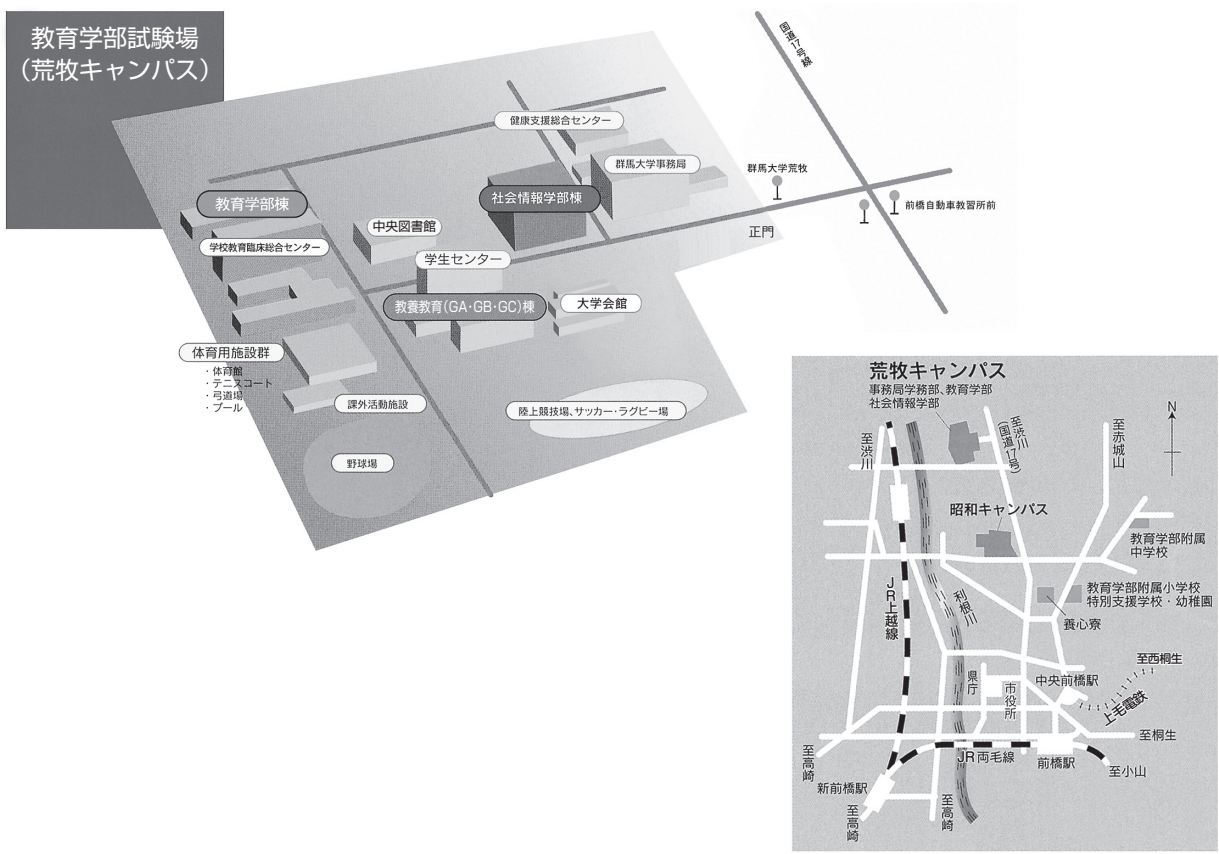 教育学部試験場
（荒牧キャンパス）
国道17号線
健康支援総合センター
群馬大学事務局
群馬大学荒牧
前橋自動車教習所前
正門
教育学部棟
社会情報学部棟
中央図書館
学校教育臨床総合センター
学生センター
教養教育（GA・GB・GC）棟
大学会館
体育用施設群
・体育館
・テニスコート
・弓道場
・プール
課外活動施設
陸上競技場、サッカー・ラグビー場
野球場
荒牧キャンパス
事務局学務部、教育学部
社会情報学部
N
至渋川
至渋川
（国道17号）
至赤城山
昭和キャンパス
教育学部附属
中学校
教育学部附属小学校
特別支援学校・幼稚園
養心寮
JR上越線
利根川
県庁
市役所
中央前橋駅
至西桐生
上毛電鉄
至桐生
至高崎
JR両毛線
前橋駅
至小山
新前橋駅
至高崎
至高崎